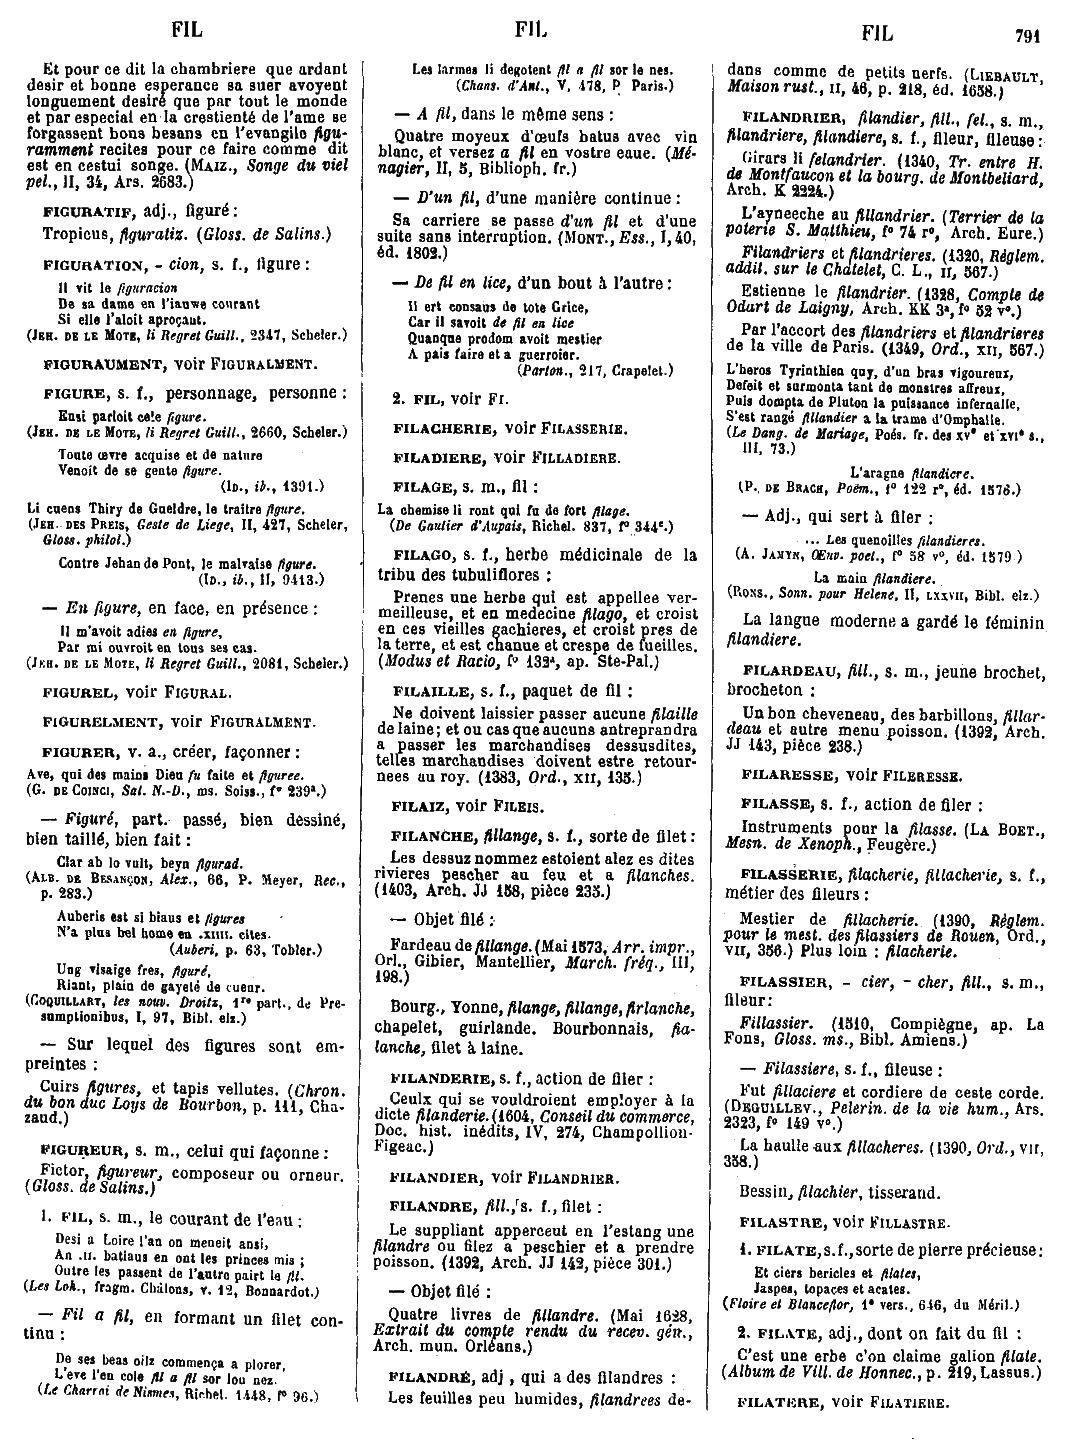 FIL
FIL
FIL
791
Et pour ce dit la chambriere que ardant
desir et bonne esperance sa suer avoyent
longuement desiré que par tout le monde
et par especial en la crestienté de l'ame se
forgassent bons besans en l'evangile figu-
ramment recites pour ce faire comme dit
est en cestui songe. (MAIZ., Songe du viel
pel., II, 34, Ars. 2683.)
FIGURATIF, adj., figuré :
Tropicus, figuratiz. (Gloss. de Salins.)
FIGURATION, - cion, s. f., figure :
Il vit le figuracion
De sa dame en l'iauwe courant
Si elle l'aloit aproçant.
(JEH. DE LE MOTE, li Regret Guill., 2347, Scheler.)
FIGURAUMENT, voir FIGURALMENT.
FIGURE, s. f., personnage, personne :
Ensi parloit cele figure.
(JEH. DE LE MOTE, li Regret Guill., 2660, Scheler.)
Toute œvre acquise et de nature
Venoit de se gente figure.
(ID., ib., 1391.)
Li cuens Thiry de Gueldre, le traitre figure.
(JEH. DES PREIS, Geste de Liege, II, 427, Scheler,
Gloss. philol.)
Contre Jehan de Pont, le malvaise figure.
(ID., ib., II, 9413.)
— En figure, en face, en présence :
Il m'avoit adies en figure,
Par mi ouvroit en tous ses cas.
(JEH. DE LE MOTE, li Regret Guill., 2081, Scheler.)
FIGUREL, voir FIGURAL.
FIGURELMENT, voir FIGURALMENT.
FIGURER, v. a., créer, façonner :
Ave, qui des mains Dieu fu faite et figuree.
(G. DE COINCI, Sal. N.-D., ms. Soiss., f° 239ª.)
— Figuré, part. passé, bien dessiné,
bien taillé, bien fait :
Clar ab lo vult, beyn figurad.
(ALB. DE BESANÇON, Alex., 66, P. Meyer, Rec.,
p. 283.)
Auberis est si biaus et figures
N'a plus bel home en .xiiii. cites.
(Auberi, p. 63, Tobler.)
Ung visaige fres, figuré,
Riant, plain de gayeté de cueur.
(COQUILLART, les nouv. Droitz, 1re part., de Pre-
sumptionibus, I, 97, Bibl. elz.)
— Sur lequel des figures sont em-
preintes :
Cuirs figures, et tapis vellutes. (Chron.
du bon duc Loys de Bourbon, p. 111, Cha-
zaud.)
FIGUREUR, s. m., celui qui façonne :
Fictor, figureur, composeur ou orneur.
(Gloss. de Salins.)
1. FIL, s. m., le courant de l'eau :
Desi a Loire l'an on meneit ansi,
An .II. batiaus en ont les princes mis ;
Outre les passent de l'autre pairt le fil.
(Les Loh., fragm. Châlons, v. 12, Bonnardot.)
— Fil a fil, en formant un filet con-
tinu :
De ses beas oilz commença a plorer,
L'eve l'en cole fil a fil sor lou nez.
(Le Charroi de Nismes, Richel. 1448, f° 96.)
Les larmes li degotent fil a fil sor le nes.
(Chans. d'Ant., V, 478, P. Paris.)
— A fil, dans le même sens :
Quatre moyeux d'œufs batus avec vin
blanc, et versez a fil en vostre eaue. (Mé-
nagier, II, 5, Biblioph. fr.)
— D'un fil, d'une manière continue :
Sa carriere se passe d'un fil et d'une
suite sans interruption. (MONT., Ess., I, 40,
éd. 1802.)
— De fil en lice, d'un bout à l'autre :
Il ert consaus de tote Grice,
Car il savoit de fil en lice
Quanque prodom avoit mestier
A pais faire et a guerroier.
(Parton., 217, Crapelet.)
2. FIL, voir FI.
FILACHERIE, voir FILASSERIE.
FILADIERE, voir FILLADIERE.
FILAGE, s. m., fil :
La chemise li ront qui fu de fort filage.
(De Gautier d'Aupais, Richel. 837, f° 344ᶜ.)
FILAGO, s. f., herbe médicinale de la
tribu des tubuliflores :
Prenes une herbe qui est appellee ver-
meilleuse, et en medecine filago, et croist
en ces vieilles gachieres, et croist pres de
la terre, et est chanue et crespe de fueilles.
(Modus et Racio, f° 132ª, ap. Ste-Pal.)
FILAILLE, s. f., paquet de fil :
Ne doivent laissier passer aucune filaille
de laine ; et ou cas que aucuns antreprandra
a passer les marchandises dessusdites,
telles marchandises doivent estre retour-
nees au roy. (1383, Ord., XII, 135.)
FILAIZ, voir FILEIS.
FILANCHE, fillange, s. f., sorte de filet :
Les dessuz nommez estoient alez es dites
rivieres pescher au feu et a filanches.
(1403, Arch. JJ 158, pièce 235.)
— Objet filé :
Fardeau de fillange. (Mai 1573, Arr. impr.,
Orl., Gibier, Mantellier, March. fréq., III,
198.)
Bourg., Yonne, filange, fillange, firlanche,
chapelet, guirlande. Bourbonnais, fia-
lanche, filet à laine.
FILANDERIE, s. f., action de filer :
Ceulx qui se vouldroient employer à la
dicte filanderie. (1604, Conseil du commerce,
Doc. hist. inédits, IV, 274, Champollion-
Figeac.)
FILANDIER, voir FILANDRIER.
FILANDRE, fill., s. f., filet :
Le suppliant apperceut en l'estang une
filandre ou filez a peschier et a prendre
poisson. (1392, Arch. JJ 142, pièce 301.)
— Objet filé :
Quatre livres de fillandre. (Mai 1628,
Extrait du compte rendu du recev. gén.,
Arch. mun. Orléans.)
FILANDRÉ, adj , qui a des filandres :
Les feuilles peu humides, filandrees de-
dans comme de petits nerfs. (LIEBAULT,
Maison rust., II, 46, p. 218, éd. 1658.)
FILANDRIER, filandier, fill., fel., s. m.,
filandriere, filandiere, s. f., fileur, fileuse :
Girars li felandrier. (1340, Tr. entre H.
de Montfaucon et la bourg. de Montbeliard,
Arch. K 2224.)
L'ayneeche au fillandrier. (Terrier de la
poterie S. Matthieu, f° 74 r°, Arch. Eure.)
Filandriers et filandrieres. (1320, Règlem.
addit. sur le Châtelet, C. L., II, 567.)
Estienne le filandrier. (1328, Compte de
Odart de Laigny, Arch. KK 3ª, f° 52 v°.)
Par l'accort des filandriers et filandrieres
de la ville de Paris. (1349, Ord., XII, 567.)
L'heros Tyrinthien quy, d'un bras vigoureux,
Defeit et surmonta tant de monstres affreux,
Puis dompta de Pluton la puissance infernalle,
S'est rangé fillandier a la trame d'Omphalle.
(Le Dang. de Mariage, Poés. fr. des XVe et XVIe s.,
III, 73.)
L'aragne filandiere.
(P. DE BRACH, Poëm., f° 122 r°, éd. 1576.)
— Adj., qui sert à filer :
... Les quenoilles filandieres.
(A. JAMYN, Œuv. poet., f° 58 v°, éd. 1579 )
La main filandiere.
(RONS., Sonn. pour Helene, II, LXXVII, Bibl. elz.)
La langue moderne a gardé le féminin
filandiere.
FILARDEAU, fill., s. m., jeune brochet,
brocheton :
Un bon cheveneau, des barbillons, fillar-
deau et autre menu poisson. (1392, Arch.
JJ 143, pièce 238.)
FILARESSE, voir FILERESSE.
FILASSE, s. f., action de filer :
Instruments pour la filasse. (LA BOET.,
Mesn. de Xenoph., Feugère.)
FILASSERIE, filacherie, fillacherie, s. f.,
métier des fileurs :
Mestier de fillacherie. (1390, Règlem.
pour le mest. des filassiers de Rouen, Ord.,
VII, 356.) Plus loin : filacherie.
FILASSIER, - cier, - cher, fill., s. m.,
fileur :
Fillassier. (1510, Compiègne, ap. La
Fons, Gloss. ms., Bibl. Amiens.)
— Filassiere, s. f., fileuse :
Fut fillaciere et cordiere de ceste corde.
(DEGUILLEV., Pelerin. de la vie hum., Ars.
2323, f° 149 v°.)
La haulle aux fillacheres. (1390, Ord., VII,
358.)
Bessin, filachier, tisserand.
FILASTRE, voir FILLASTRE.
1. FILATE, s. f., sorte de pierre précieuse :
Et ciers bericles et filates,
Jaspes, topaces et acates.
(Floire et Blanceflor, 1e vers., 646, du Méril.)
2. FILATE, adj., dont on fait du fil :
C'est une erbe c'on claime galion filate.
(Album de Vill. de Honnec., p. 219, Lassus.)
FILATERE, voir FILATIERE.